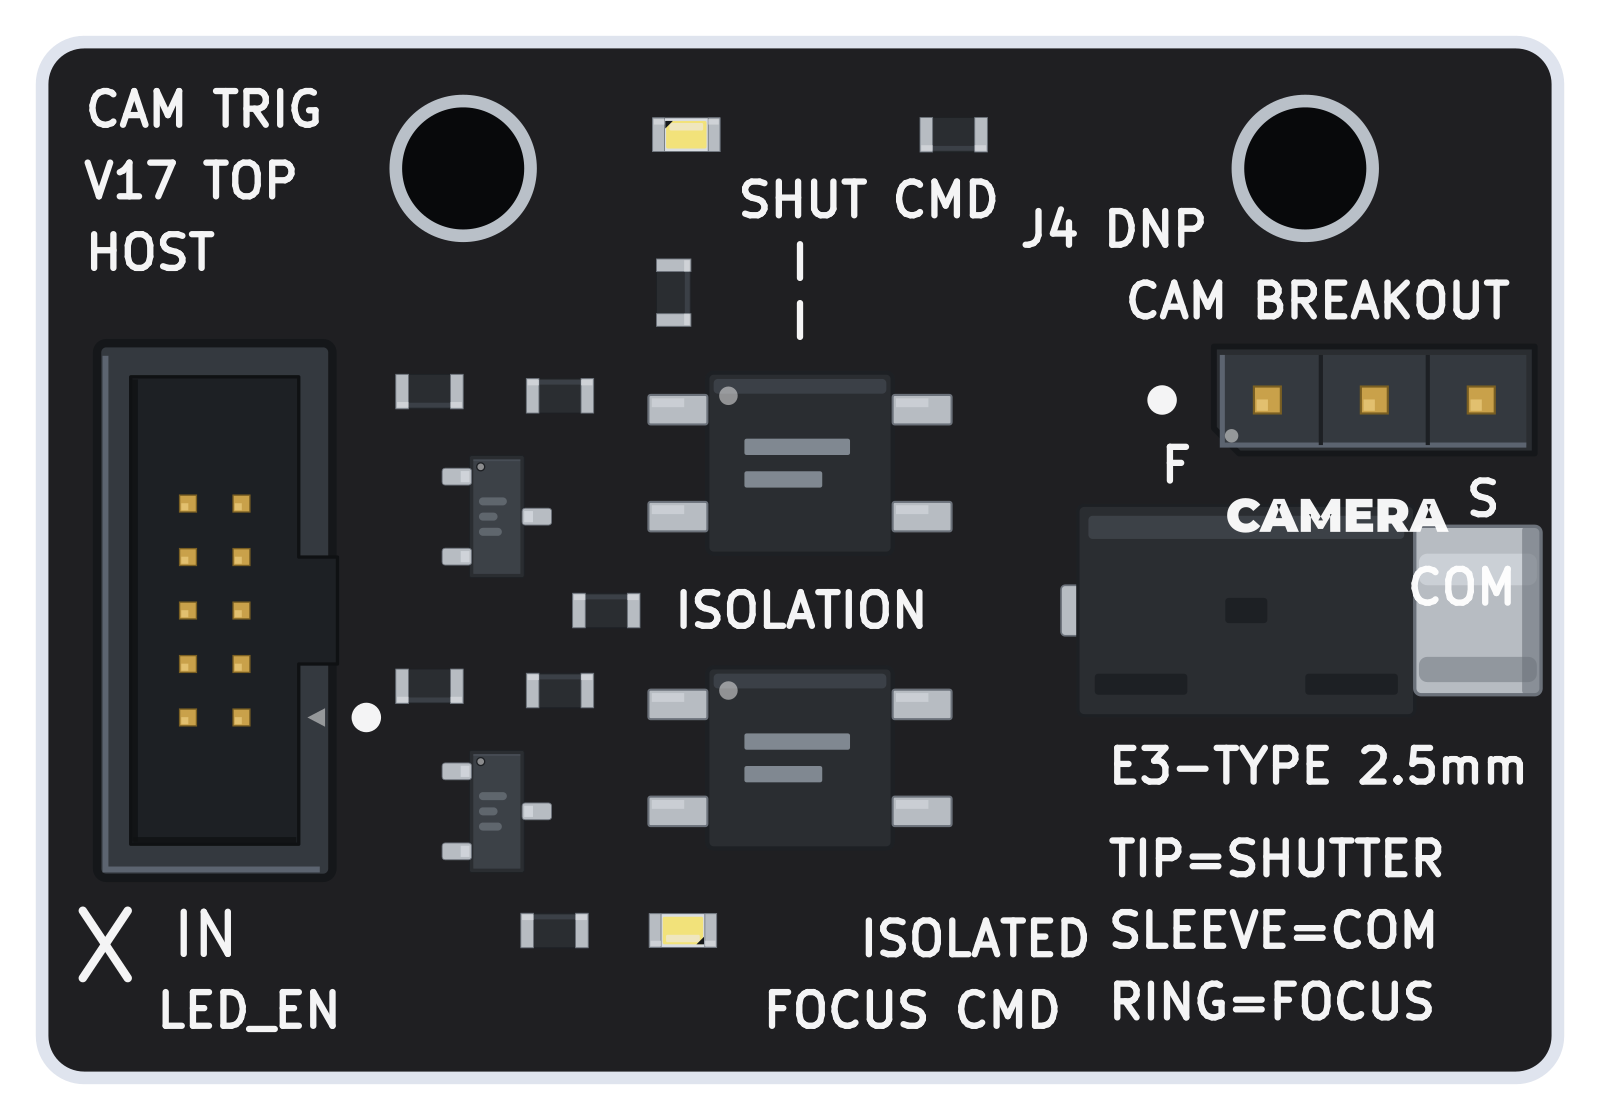 CAM TRIG
V17 TOP
HOST
SHUT CMD
J4 DNP
CAM BREAKOUT
F
S
CAMERA
COM
ISOLATION
E3-TYPE 2.5mm
TIP=SHUTTER
SLEEVE=COM
RING=FOCUS
X IN
LED_EN
ISOLATED
FOCUS CMD